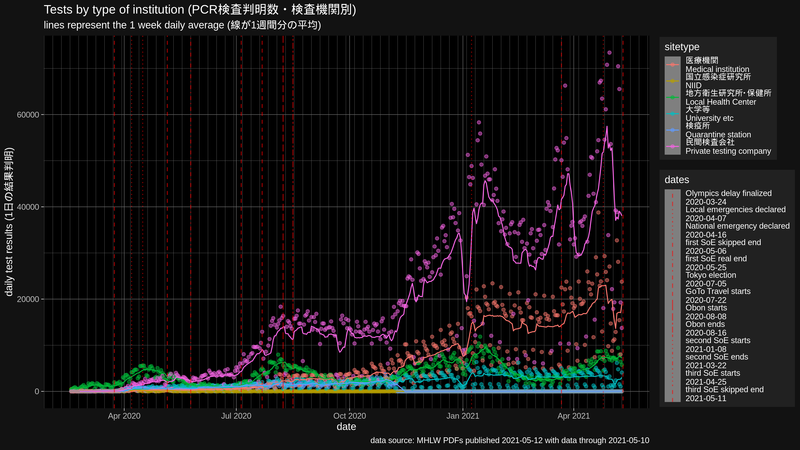 Tests by type of institution (PCR検査判明数・検査機関別)
lines represent the 1 week daily average (線が1週間分の平均)
daily test results (1日の結果判明)
60000
40000
20000
0
Apr 2020
Jul 2020
Oct 2020
Jan 2021
Apr 2021
date
sitetype
医療機関
Medical institution
国立感染症研究所
NIID
地方衛生研究所･保健所
Local Health Center
大学等
University etc
検疫所
Quarantine station
民間検査会社
Private testing company
dates
Olympics delay finalized
2020-03-24
Local emergencies declared
2020-04-07
National emergency declared
2020-04-16
first SoE skipped end
2020-05-06
first SoE real end
2020-05-25
Tokyo election
2020-07-05
GoTo Travel starts
2020-07-22
Obon starts
2020-08-08
Obon ends
2020-08-16
second SoE starts
2021-01-08
second SoE ends
2021-03-22
third SoE starts
2021-04-25
third SoE skipped end
2021-05-11
data source: MHLW PDFs published 2021-05-12 with data through 2021-05-10